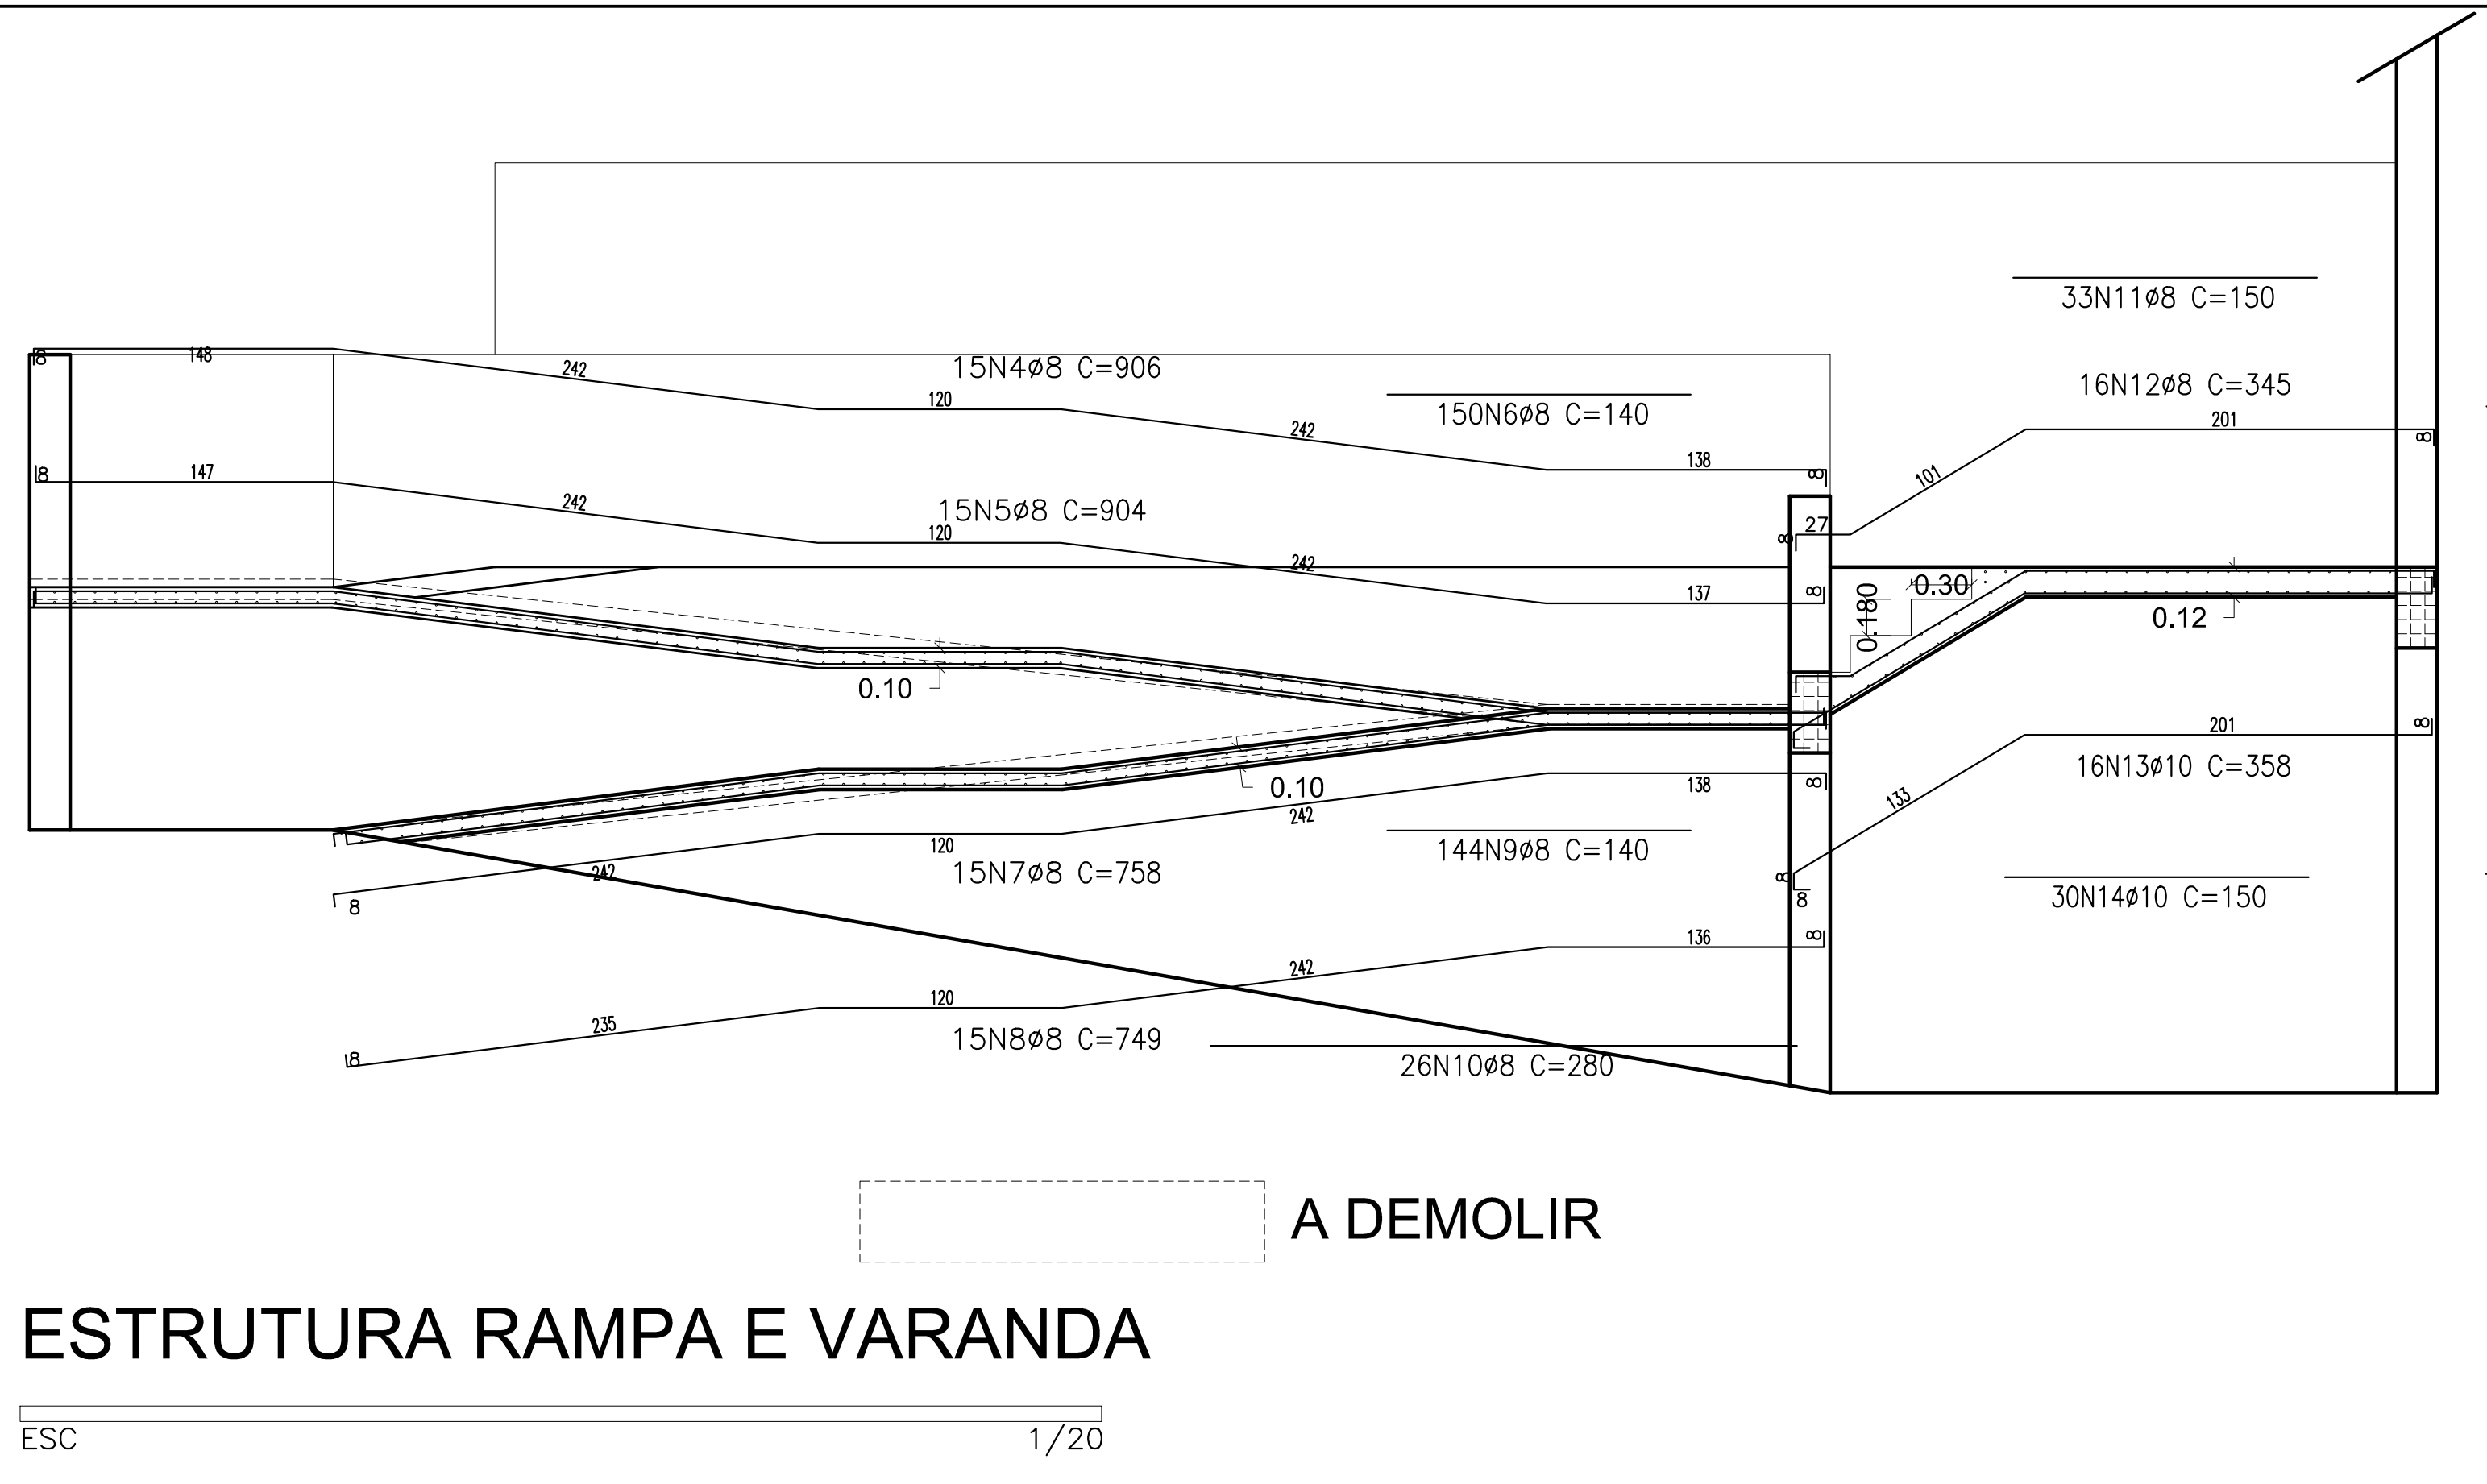 33N11ø8 C=150
8
148
242
15N4ø8 C=906
120
150N6ø8 C=140
242
138
8
16N12ø8 C=345
201
8
101
27
8
8
147
242
15N5ø8 C=904
120
242
137
8
0.180
0.30
0.12
0.10
0.10
201
8
16N13ø10 C=358
133
8
8
30N14ø10 C=150
138
8
242
120
15N7ø8 C=758
144N9ø8 C=140
242
8
136
8
242
120
235
8
15N8ø8 C=749
26N10ø8 C=280
A DEMOLIR
ESTRUTURA RAMPA E VARANDA
ESC 1/20